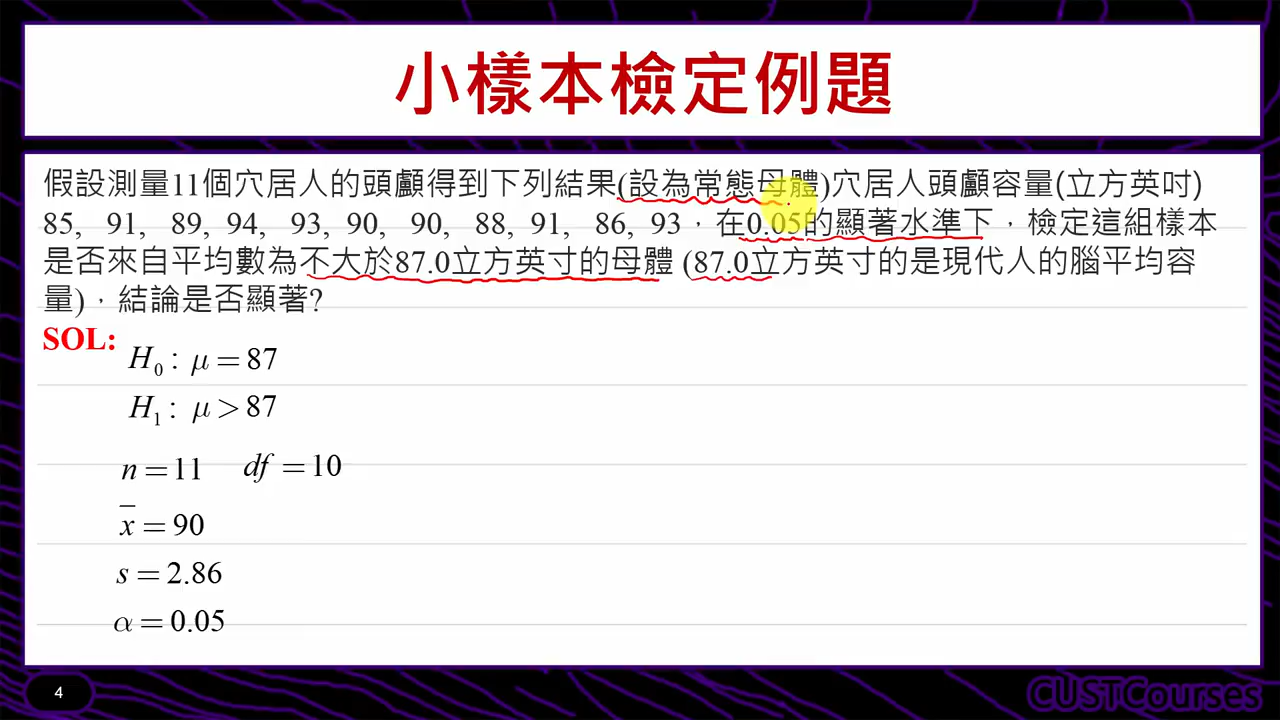 小樣本檢定例題
假設測量11個穴居人的頭顱得到下列結果(設為常態母體)穴居人頭顱容量(立方英吋)
85, 91, 89, 94, 93, 90, 90, 88, 91, 86, 93，在0.05的顯著水準下，檢定這組樣本
是否來自平均數為不大於87.0立方英寸的母體 (87.0立方英寸的是現代人的腦平均容
量)，結論是否顯著?
SOL:
H₀: μ = 87
H₁: μ > 87
n = 11 df = 10
x̄ = 90
s = 2.86
α = 0.05
4
CUSTCourses